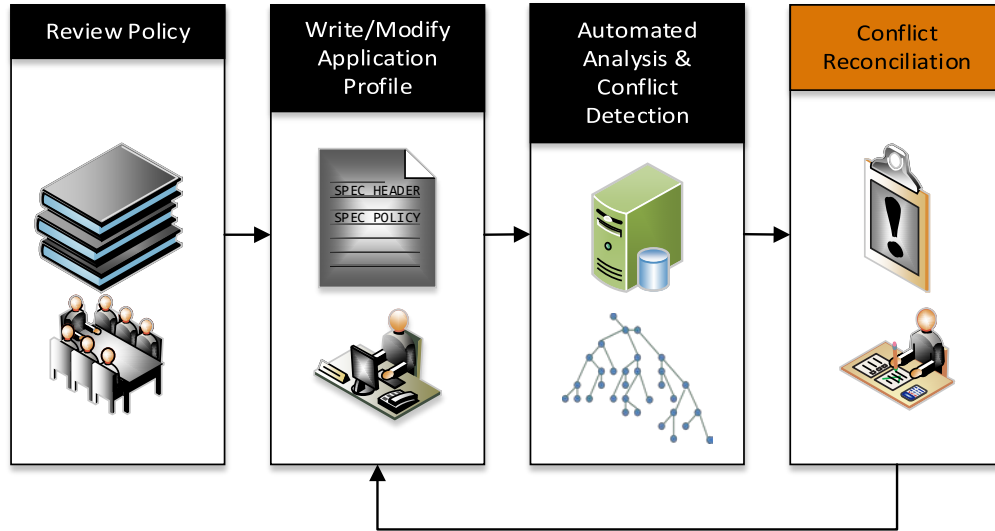 Review Policy
Write/Modify
Application
Profile
SPEC HEADER
SPEC POLICY
Automated
Analysis &
Conflict
Detection
Conflict
Reconciliation